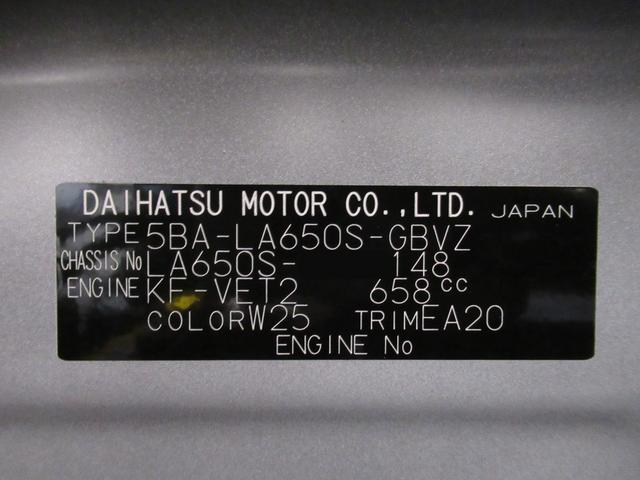 DAIHATSU MOTOR CO.,LTD. JAPAN
TYPE 5BA-LA650S-GBVZ
CHASSIS No LA650S- 148
ENGINE KF-VET2 658cc
COLOR W25 TRIM EA20
ENGINE No